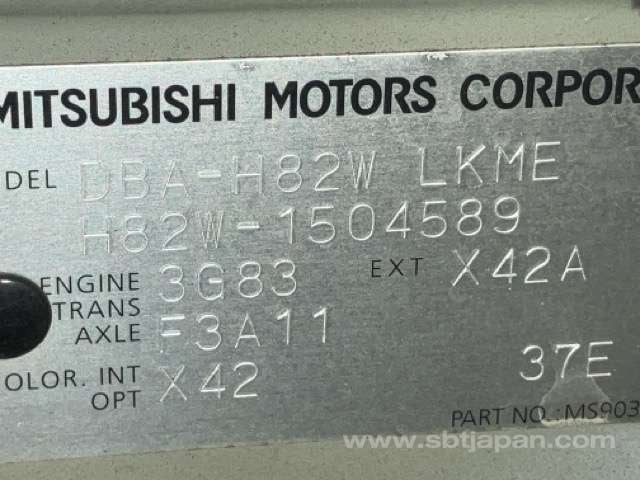 MITSUBISHI MOTORS CORPOR
DEL DBA-H82W LKME
H82W-1504589
ENGINE 3G83 EXT X42A
TRANS
AXLE F3A11
OLOR. INT X42 37E
OPT
PART NO.:MS903
www.sbtjapan.com